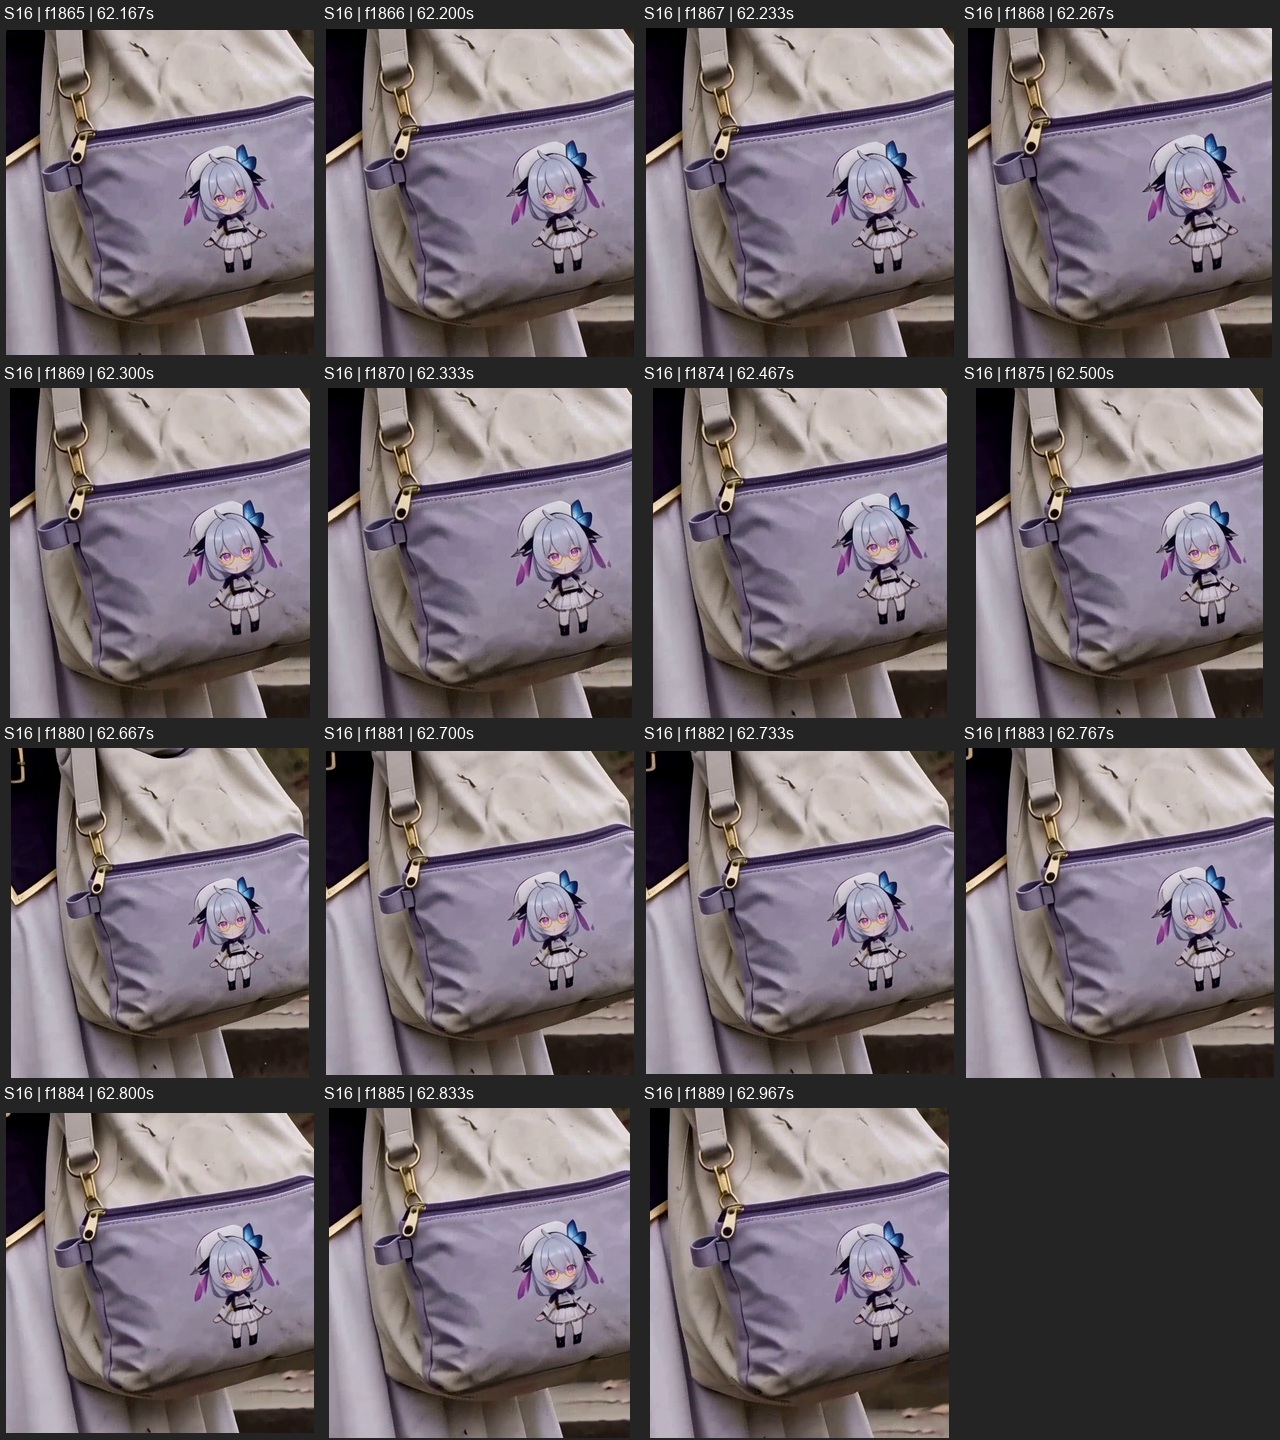 S16 | f1865 | 62.167s
S16 | f1866 | 62.200s
S16 | f1867 | 62.233s
S16 | f1868 | 62.267s
S16 | f1869 | 62.300s
S16 | f1870 | 62.333s
S16 | f1874 | 62.467s
S16 | f1875 | 62.500s
S16 | f1880 | 62.667s
S16 | f1881 | 62.700s
S16 | f1882 | 62.733s
S16 | f1883 | 62.767s
S16 | f1884 | 62.800s
S16 | f1885 | 62.833s
S16 | f1889 | 62.967s